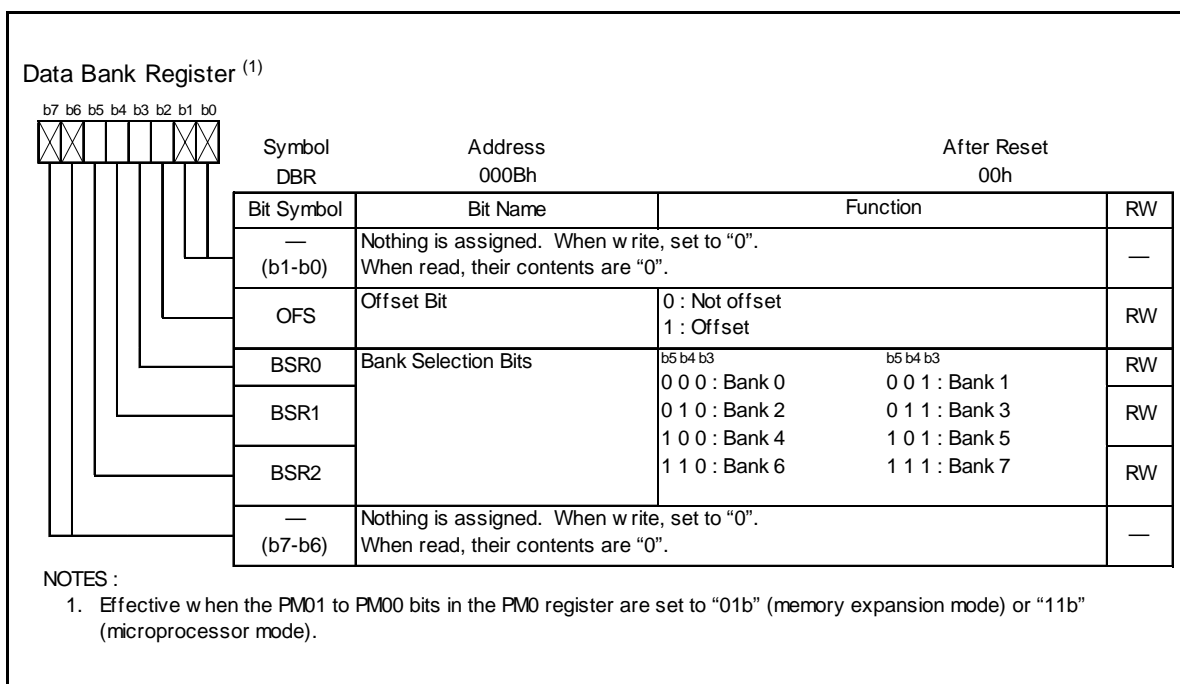 Data Bank Register (1)
b7 b6 b5 b4 b3 b2 b1 b0
Symbol Address After Reset
DBR 000Bh 00h
Bit Symbol Bit Name Function RW
— Nothing is assigned. When write, set to “0”.
(b1-b0) When read, their contents are “0”. —
OFS Offset Bit 0 : Not offset RW
1 : Offset
BSR0 Bank Selection Bits b5 b4 b3 b5 b4 b3 RW
0 0 0 : Bank 0 0 0 1 : Bank 1
BSR1 0 1 0 : Bank 2 0 1 1 : Bank 3 RW
1 0 0 : Bank 4 1 0 1 : Bank 5
BSR2 1 1 0 : Bank 6 1 1 1 : Bank 7 RW
— Nothing is assigned. When write, set to “0”.
(b7-b6) When read, their contents are “0”. —
NOTES :
1. Effective when the PM01 to PM00 bits in the PM0 register are set to “01b” (memory expansion mode) or “11b”
(microprocessor mode).